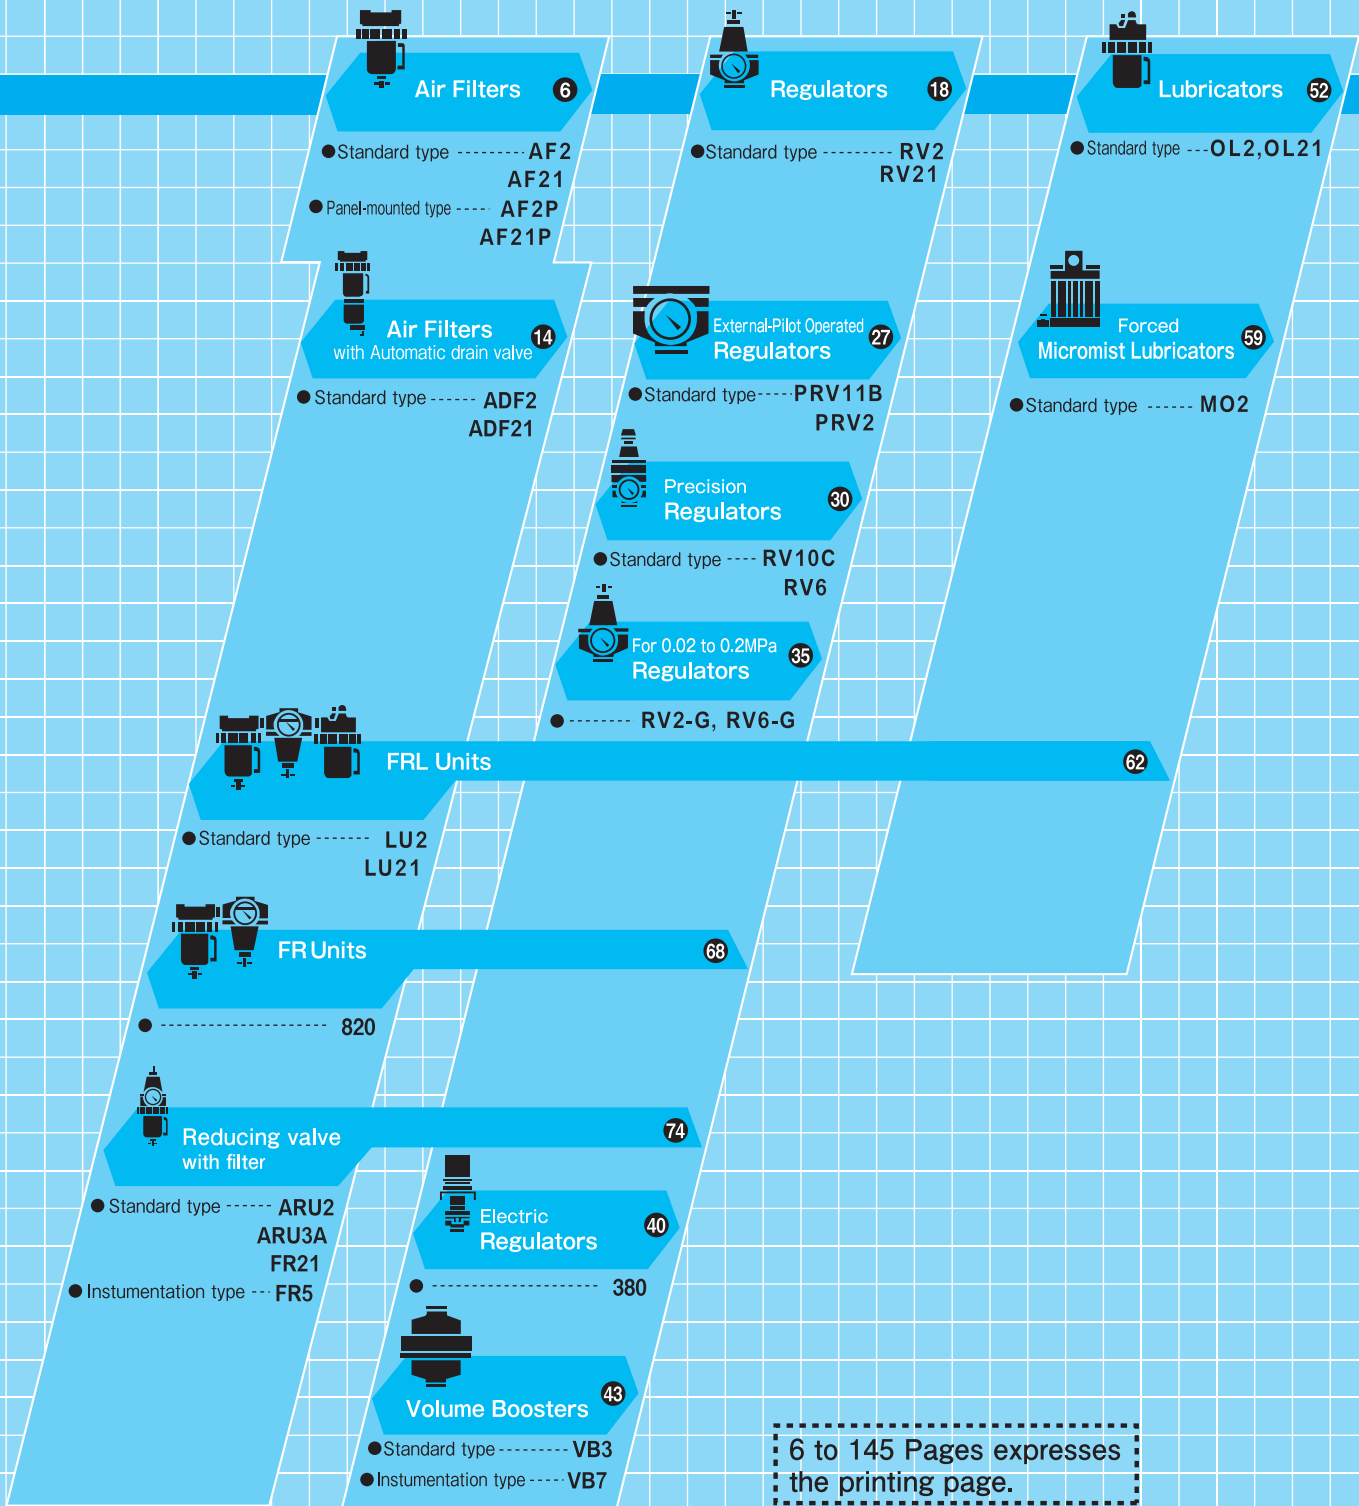 Air Filters 6
●Standard type -------- AF2
AF21
● Panel-mounted type ----- AF2P
AF21P
Air Filters 14
with Automatic drain valve
● Standard type ------ ADF2
ADF21
Regulators 18
●Standard type --------- RV2
RV21
External-Pilot Operated 27
Regulators
●Standard type-----PRV11B
PRV2
Precision 30
Regulators
●Standard type ---- RV10C
RV6
For 0.02 to 0.2MPa 35
Regulators
● ------- RV2-G, RV6-G
Lubricators 52
● Standard type ---OL2,OL21
Forced 59
Micromist Lubricators
●Standard type ------ MO2
FRL Units 62
●Standard type ------- LU2
LU21
FR Units 68
● --------------------- 820
Reducing valve 74
with filter
● Standard type ------ ARU2
ARU3A
FR21
● Instumentation type --- FR5
Electric 40
Regulators
● --------------------- 380
Volume Boosters 43
●Standard type --------- VB3
● Instumentation type ----- VB7
6 to 145 Pages expresses
the printing page.